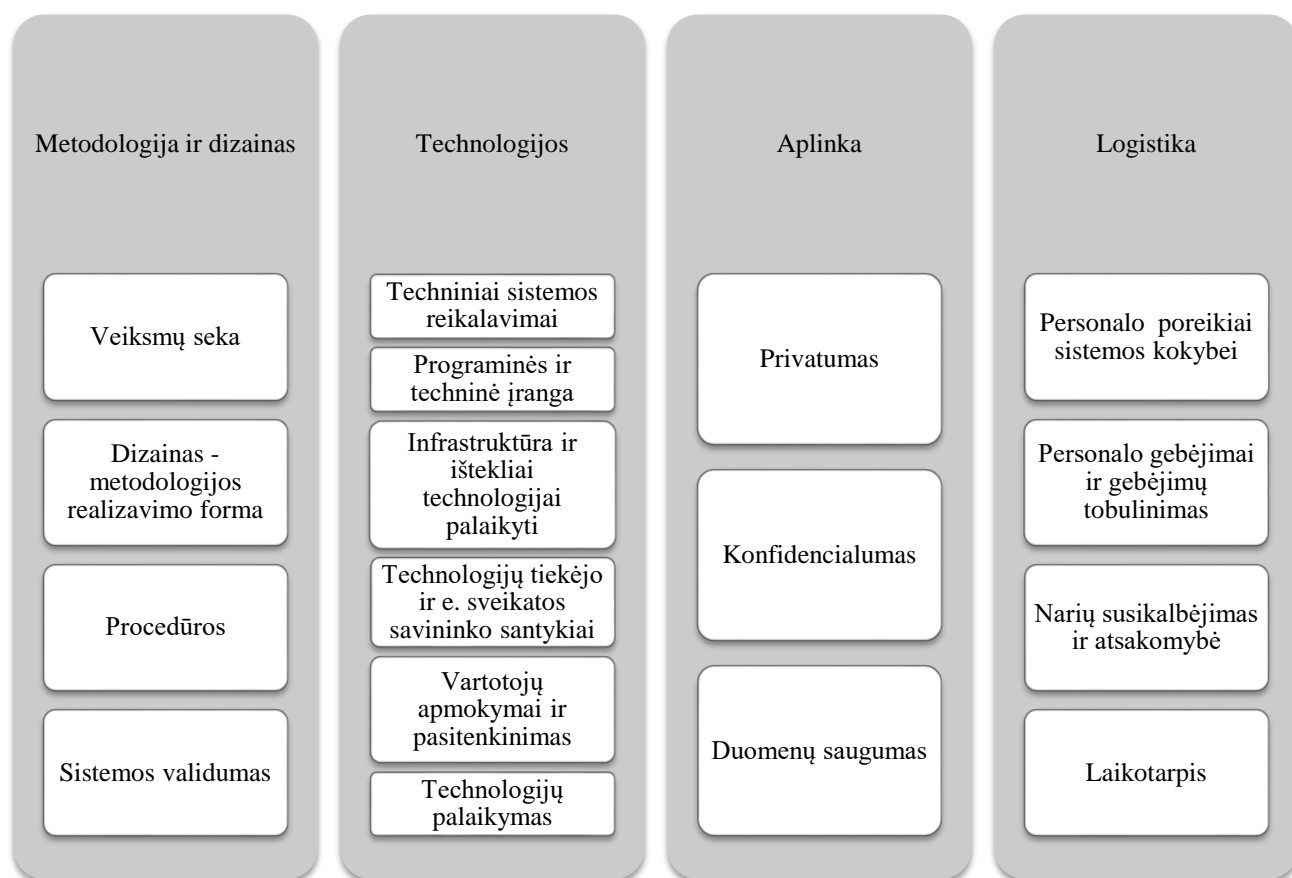 Metodologija ir dizainas
Veiksmų seka
Dizainas -
metodologijos
realizavimo forma
Procedūros
Sistemos validumas
Technologijos
Techniniai sistemos
reikalavimai
Programinės ir
techninė įranga
Infrastruktūra ir
ištekliai
technologijai
palaikyti
Technologijų tiekėjo
ir e. sveikatos
savininko santykiai
Vartotojų
apmokymai ir
pasitenkinimas
Technologijų
palaikymas
Aplinka
Privatumas
Konfidencialumas
Duomenų saugumas
Logistika
Personalo poreikiai
sistemos kokybei
Personalo gebėjimai
ir gebėjimų
tobulinimas
Narių susikalbėjimas
ir atsakomybė
Laikotarpis